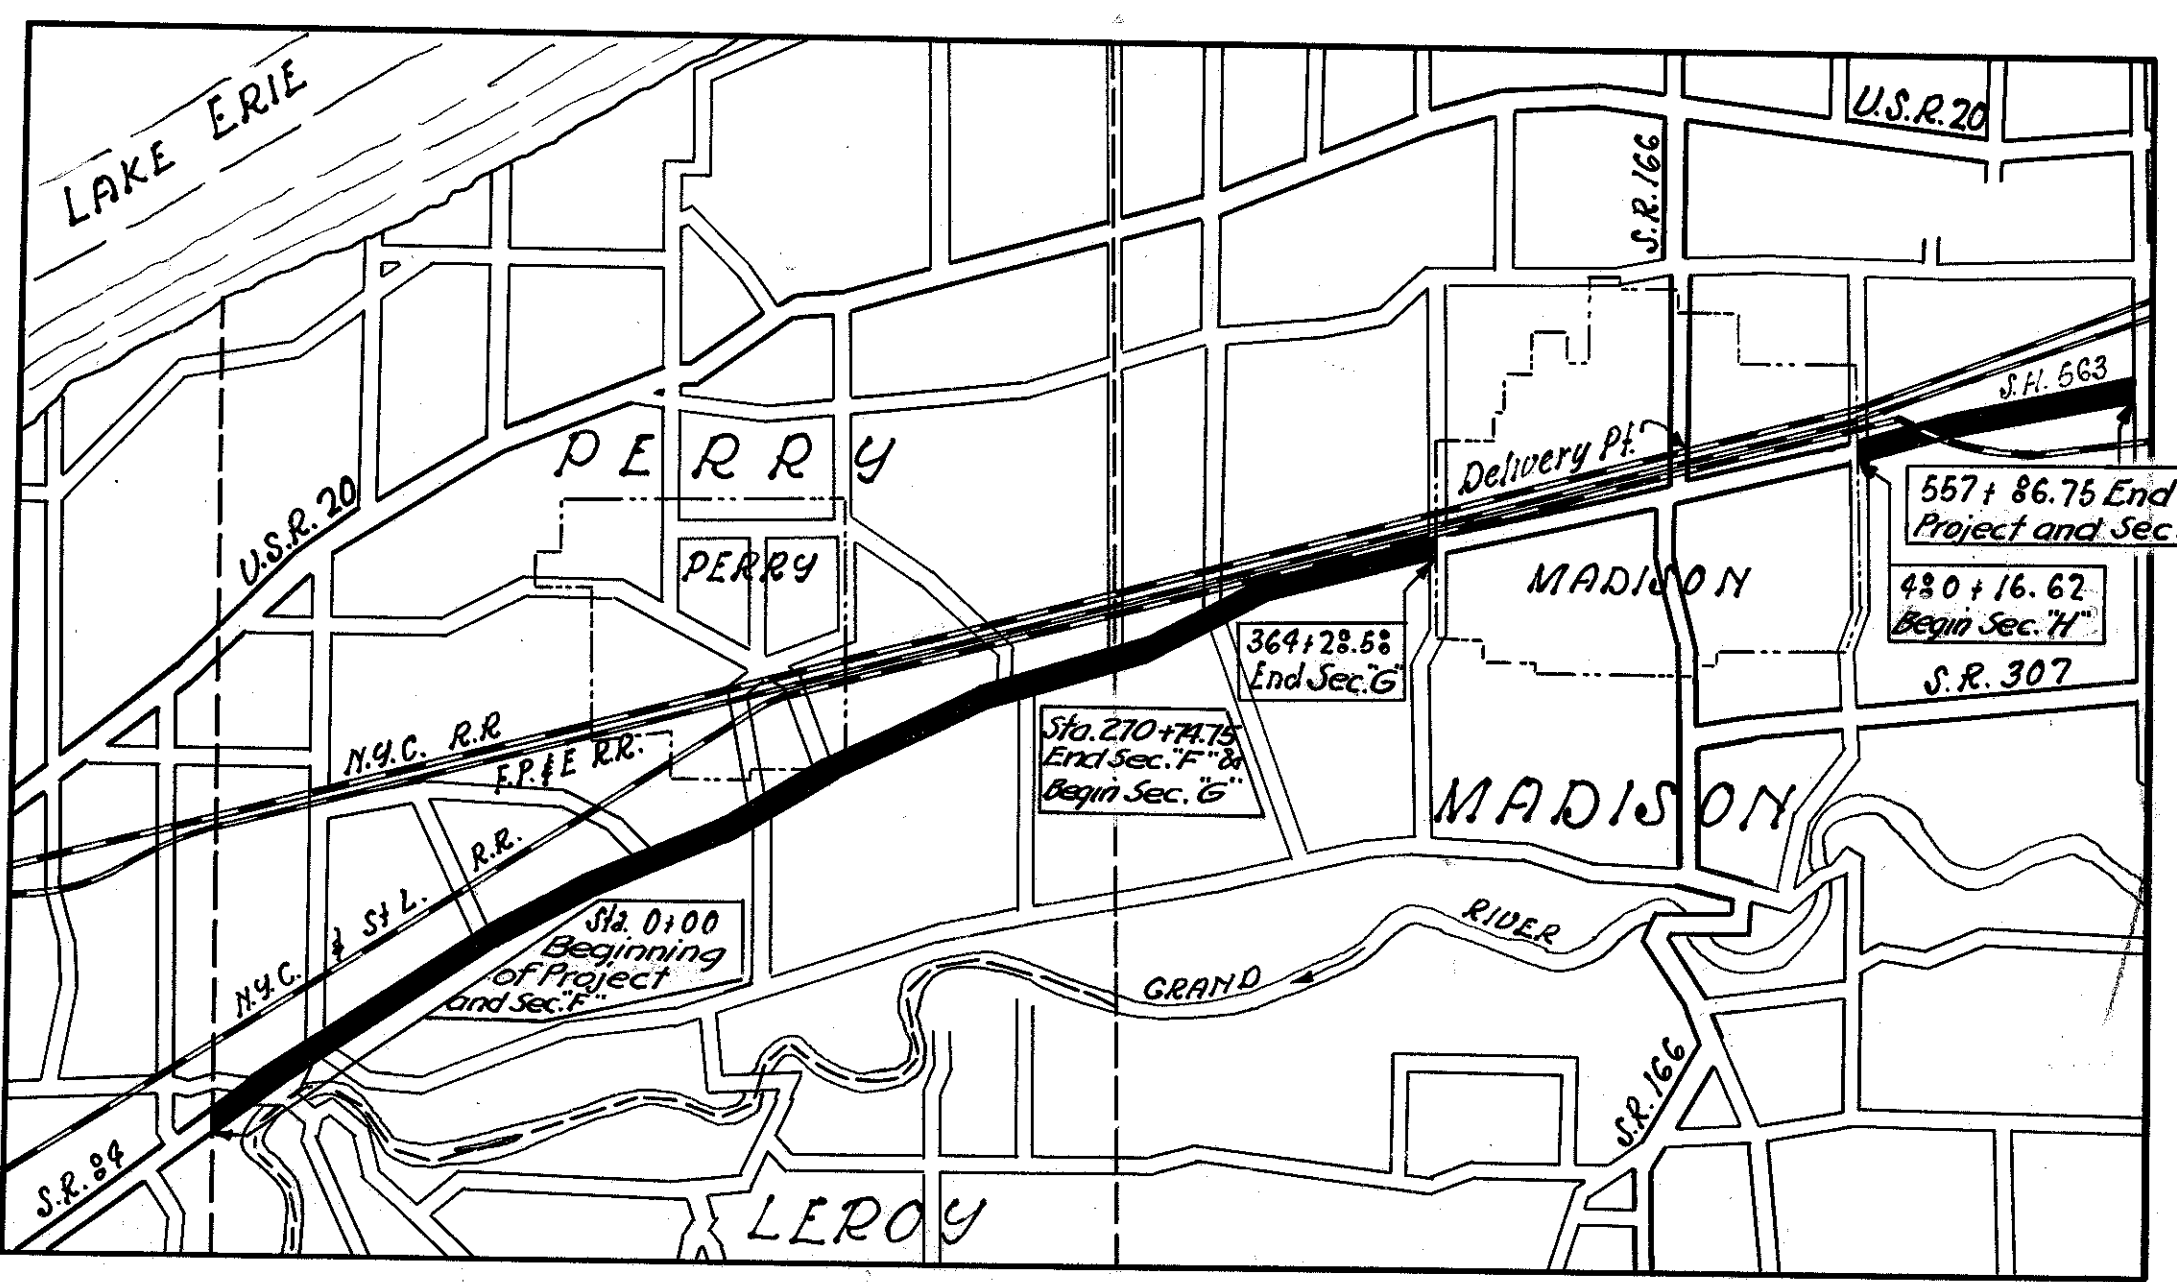 LAKE ERIE
U.S.R. 20
S.R. 166
S.H. 563
PERRY
Delivery Pt.
U.S.R. 20
557 + 86.75 End
Project and Sec.
PERRY
MADISON
480 + 16.62
Begin Sec. "H"
364+28.58
End Sec. "G"
S.R. 307
Sta. 270 +74.75
End Sec. "F" &
Begin Sec. "G"
N.Y.C. R.R
F.P. & E R.R.
MADISON
N.Y.C. & St L. R.R.
Sta. 0+00
Beginning
of Project
and Sec. "F"
GRAND RIVER
S.R. 166
S.R. 84
LEROY